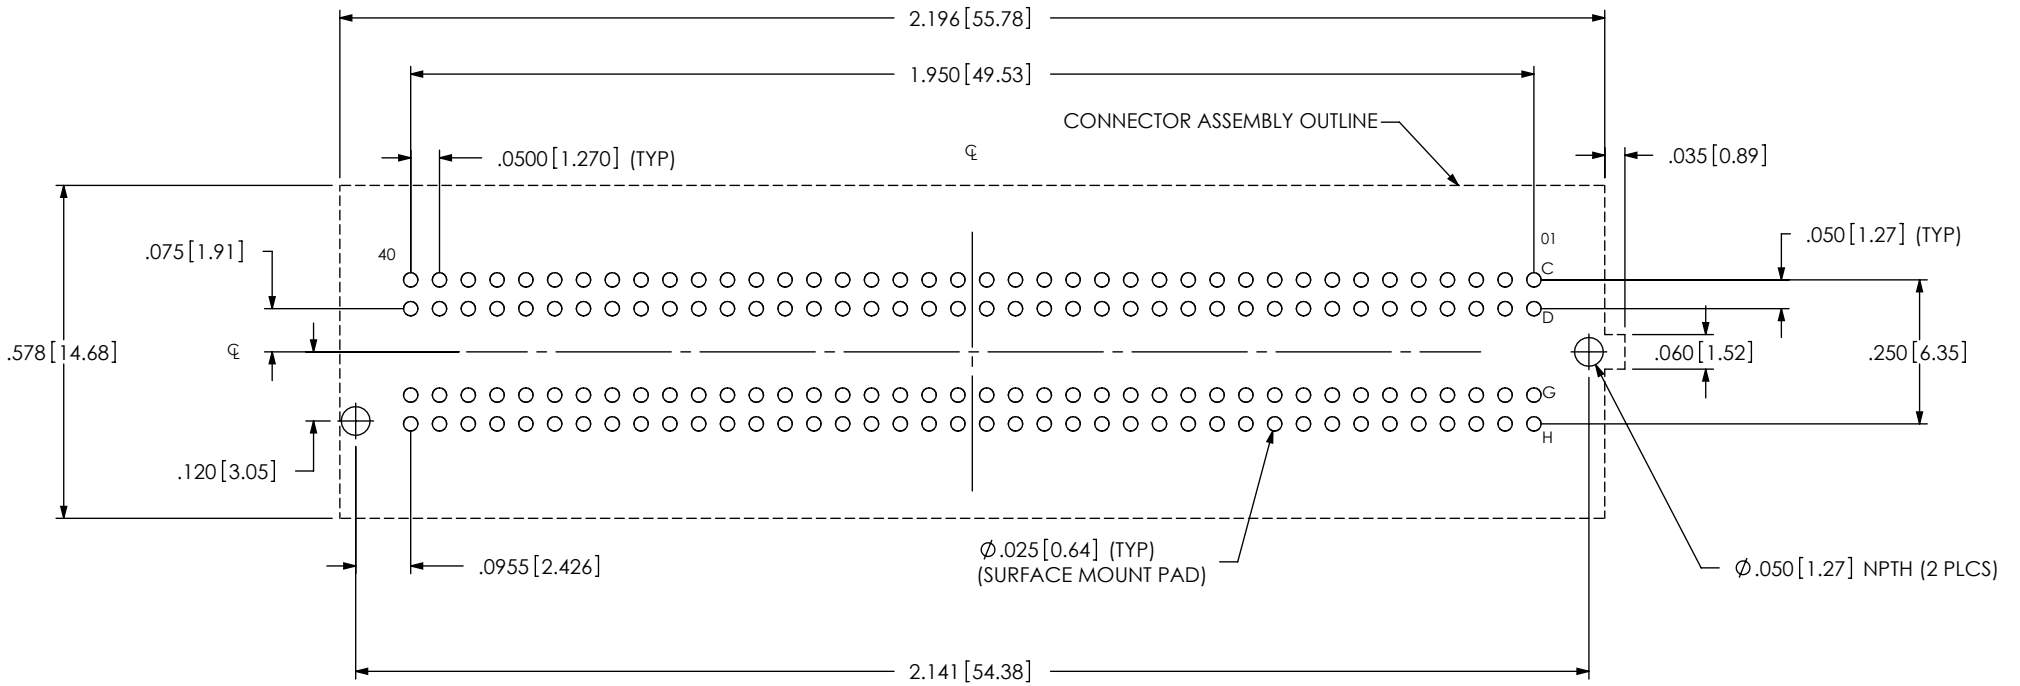 2.196[55.78]
1.950[49.53]
CONNECTOR ASSEMBLY OUTLINE
℄
.0500[1.270] (TYP)
.035[0.89]
.075[1.91]
40
01
.050[1.27] (TYP)
C
D
.578[14.68]
℄
.060[1.52]
.250[6.35]
G
H
.120[3.05]
Ø.025[0.64] (TYP)
(SURFACE MOUNT PAD)
.0955[2.426]
Ø.050[1.27] NPTH (2 PLCS)
2.141[54.38]